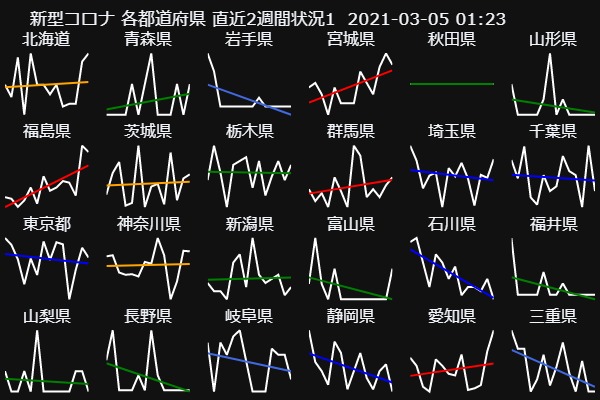 新型コロナ 各都道府県 直近2週間状況1 2021-03-05 01:23
北海道 青森県 岩手県 宮城県 秋田県 山形県
福島県 茨城県 栃木県 群馬県 埼玉県 千葉県
東京都 神奈川県 新潟県 富山県 石川県 福井県
山梨県 長野県 岐阜県 静岡県 愛知県 三重県